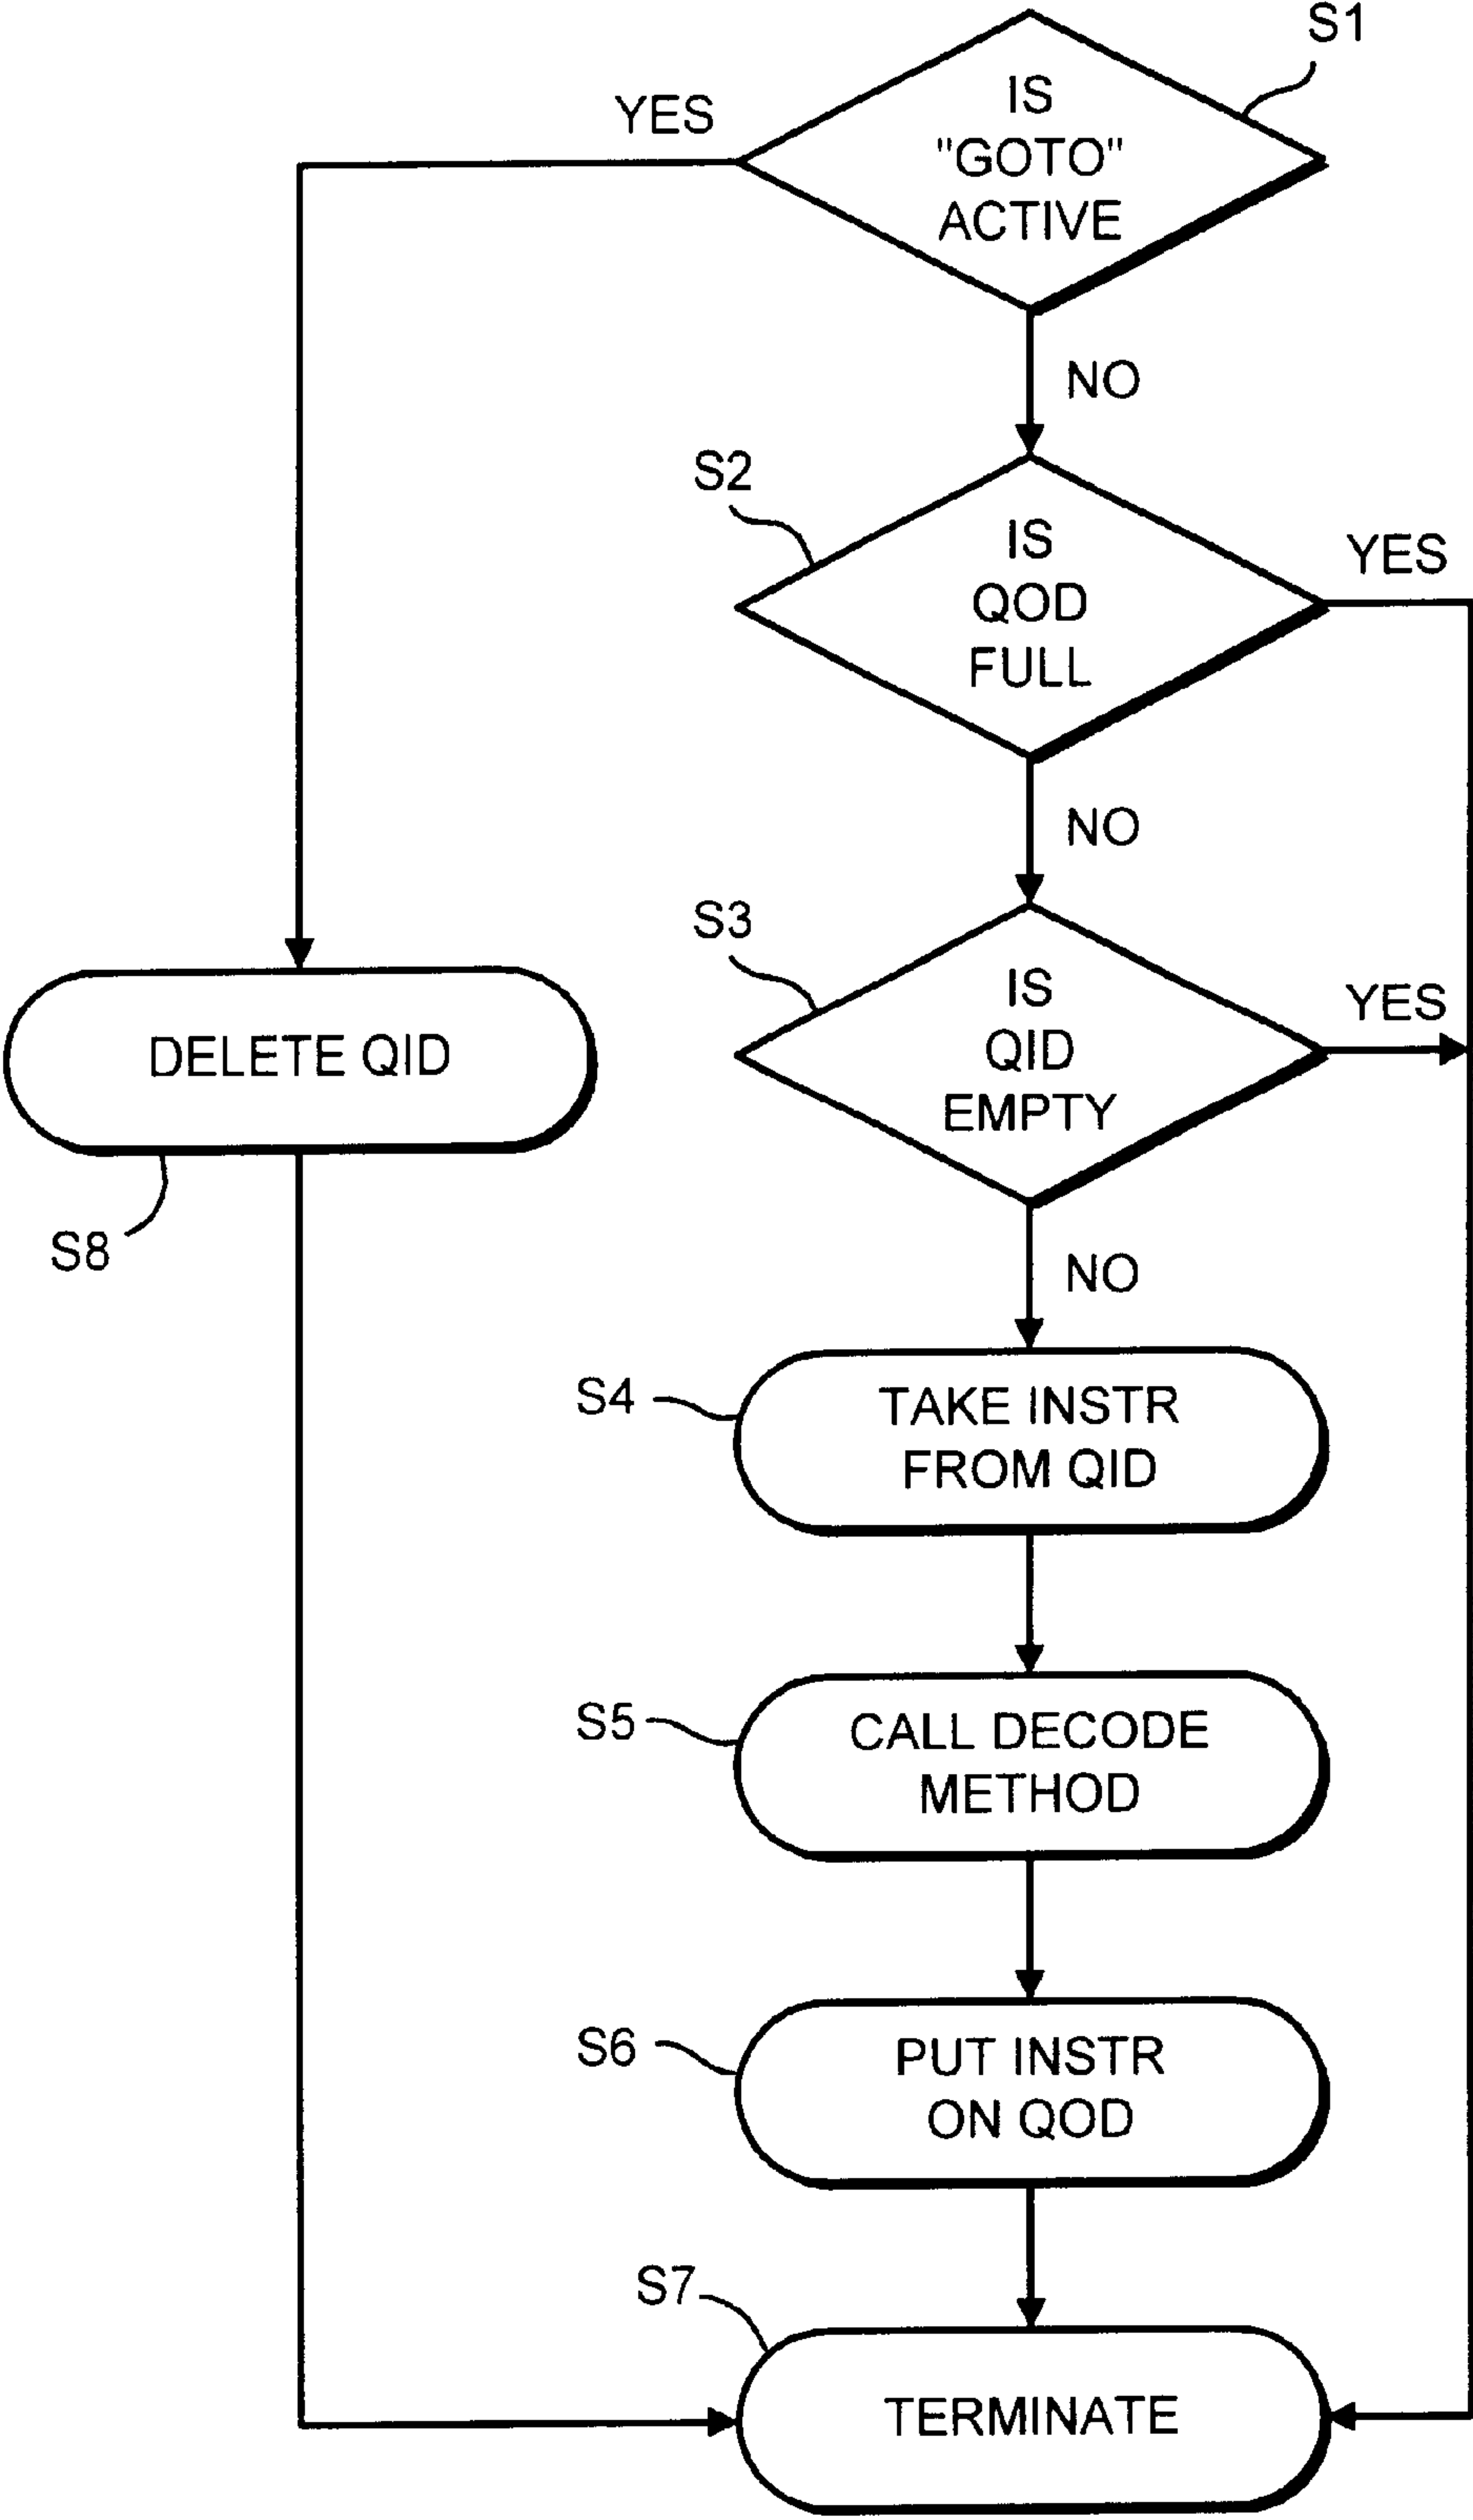 S1
IS
"GOTO"
ACTIVE
YES
NO
S2
IS
QOD
FULL
YES
NO
S3
IS
QID
EMPTY
YES
DELETE QID
S8
NO
S4
TAKE INSTR
FROM QID
S5
CALL DECODE
METHOD
S6
PUT INSTR
ON QOD
S7
TERMINATE